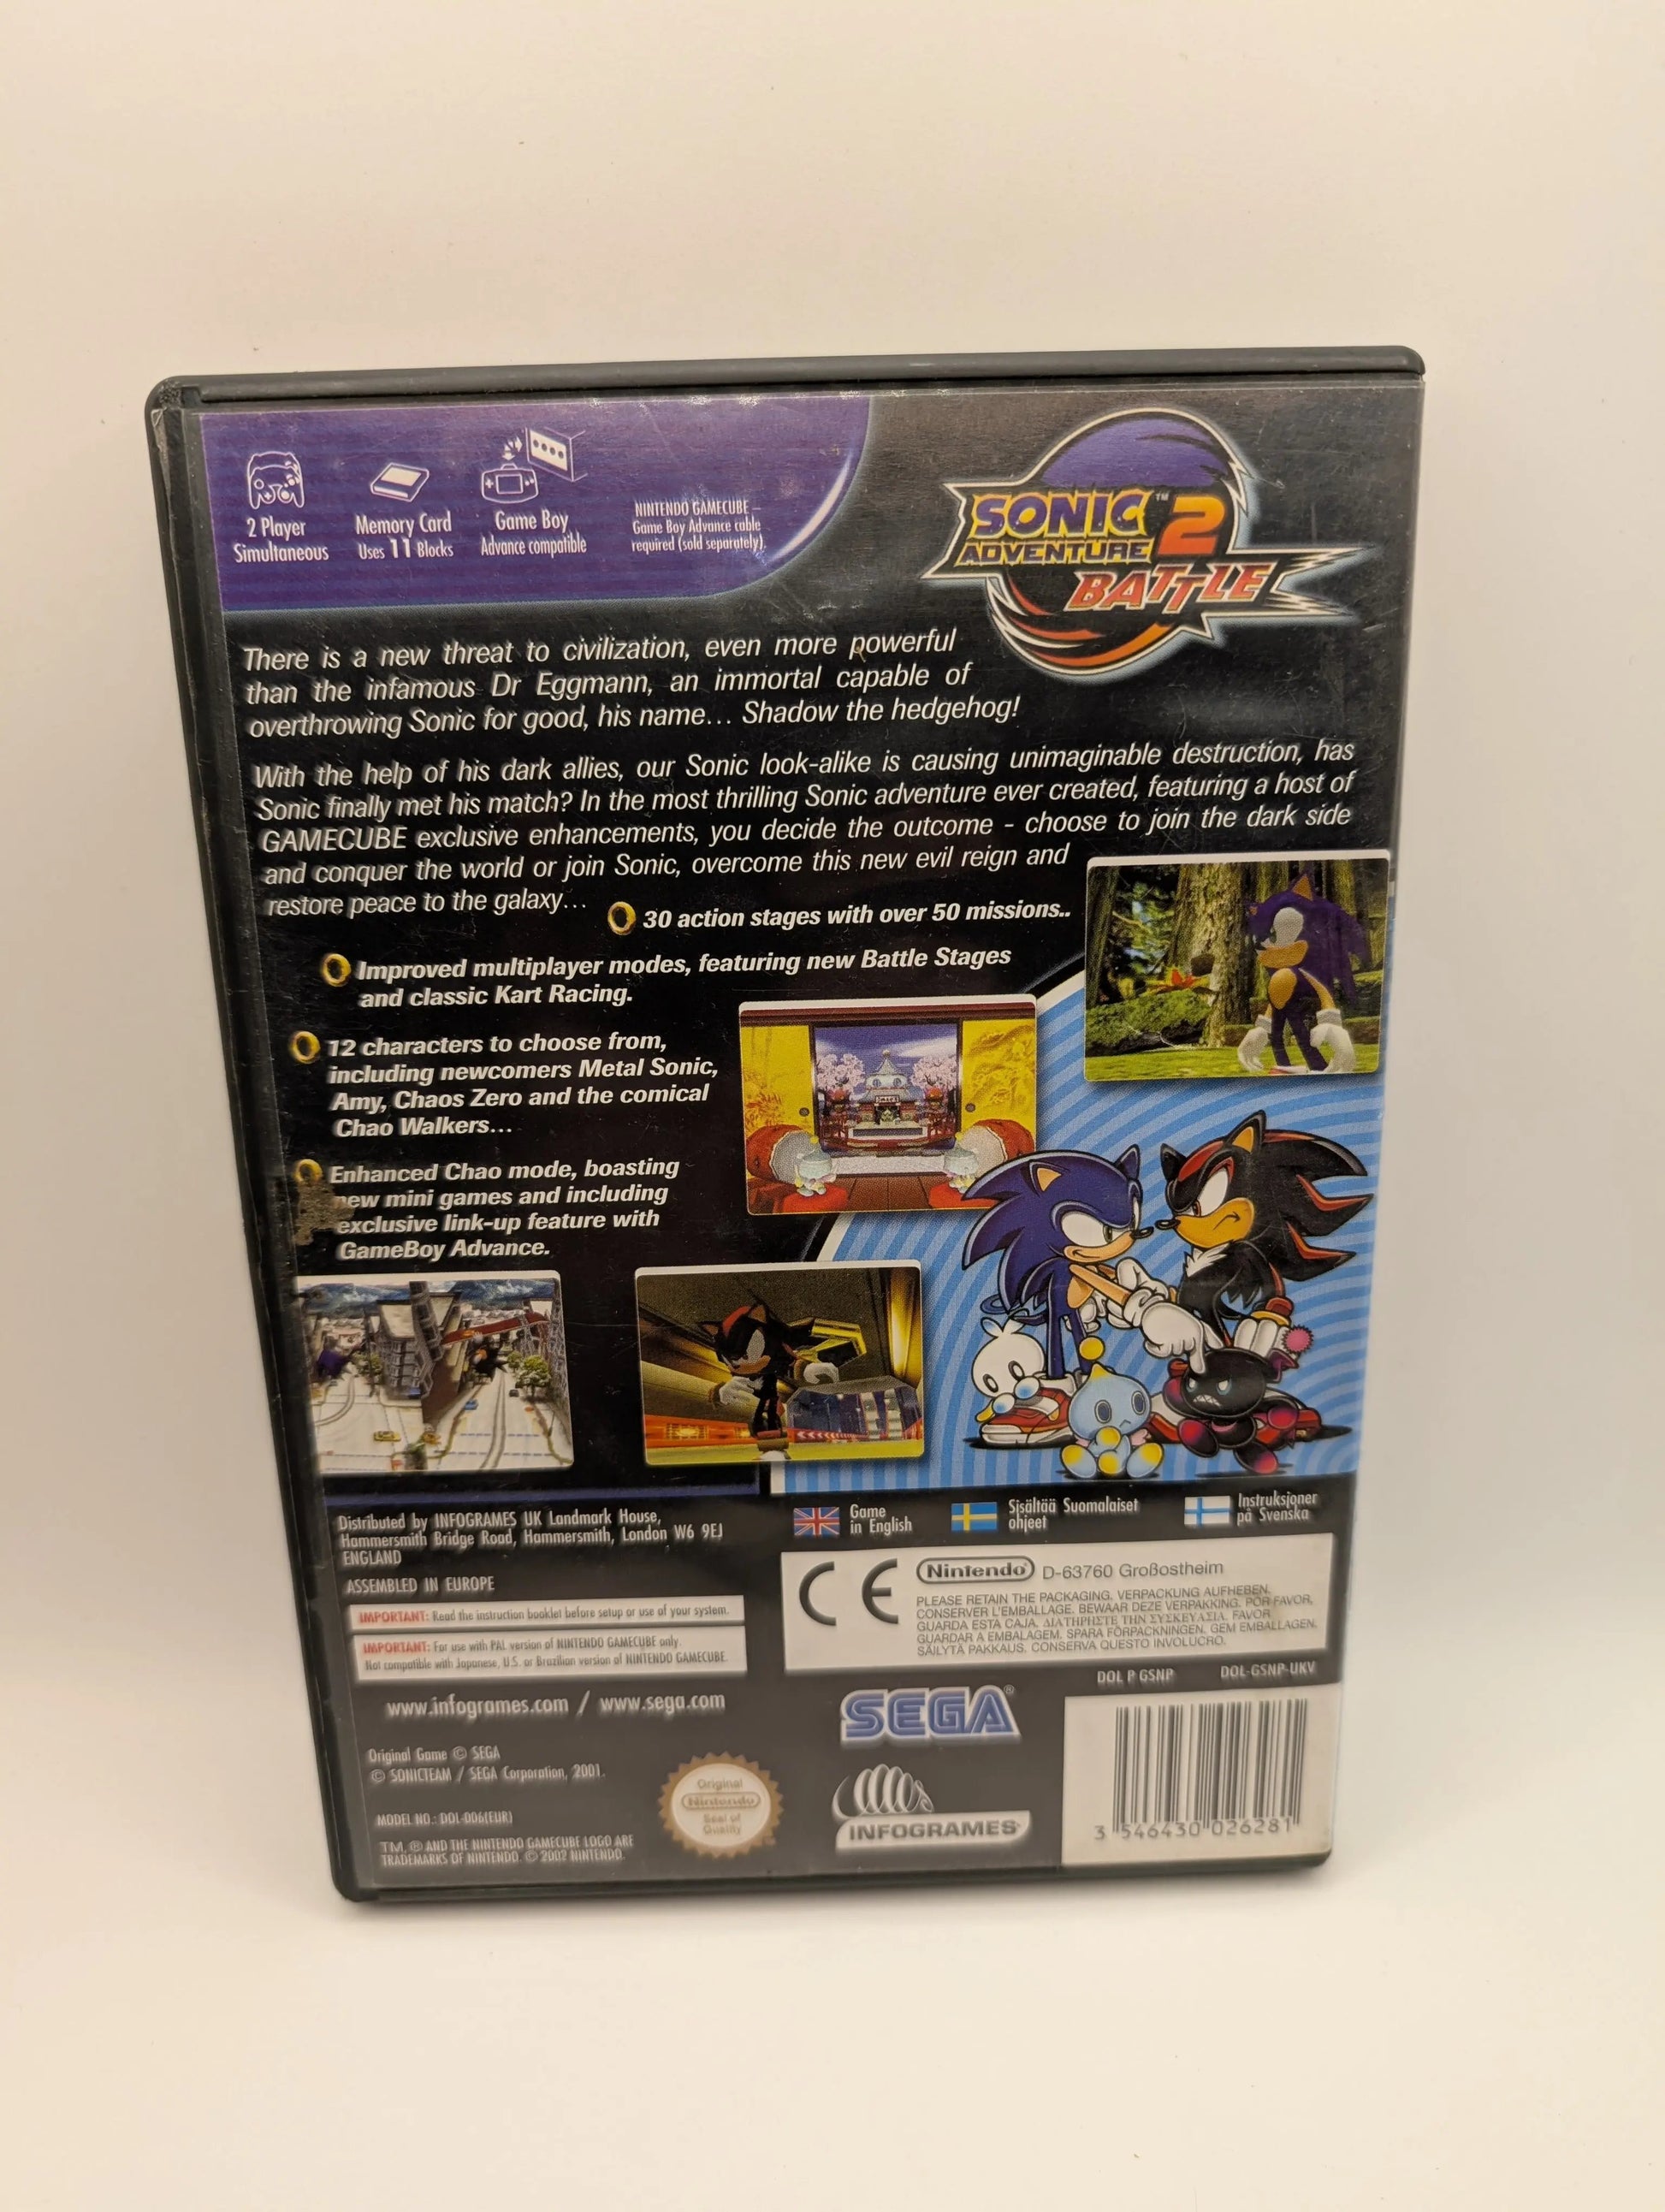 2 Player
Simultaneous
Memory Card
Uses 11 Blocks
Game Boy
Advance compatible
NINTENDO GAMECUBE –
Game Boy Advance cable
required (sold separately).
SONIC™ 2
ADVENTURE
BATTLE
There is a new threat to civilization, even more powerful
than the infamous Dr Eggmann, an immortal capable of
overthrowing Sonic for good, his name... Shadow the hedgehog!
With the help of his dark allies, our Sonic look-alike is causing unimaginable destruction, has
Sonic finally met his match? In the most thrilling Sonic adventure ever created, featuring a host of
GAMECUBE exclusive enhancements, you decide the outcome - choose to join the dark side
and conquer the world or join Sonic, overcome this new evil reign and
restore peace to the galaxy...
30 action stages with over 50 missions..
Improved multiplayer modes, featuring new Battle Stages
and classic Kart Racing.
12 characters to choose from,
including newcomers Metal Sonic,
Amy, Chaos Zero and the comical
Chao Walkers...
Enhanced Chao mode, boasting
new mini games and including
exclusive link-up feature with
GameBoy Advance.
Distributed by INFOGRAMES UK Landmark House,
Hammersmith Bridge Road, Hammersmith, London W6 9EJ
ENGLAND
ASSEMBLED IN EUROPE
IMPORTANT: Read the instruction booklet before setup or use of your system.
IMPORTANT: For use with PAL version of NINTENDO GAMECUBE only.
Not compatible with Japanese, U.S. or Brazilian version of NINTENDO GAMECUBE.
www.infogrames.com / www.sega.com
Original Game © SEGA
© SONICTEAM / SEGA Corporation, 2001.
MODEL NO.: DOL-006(EUR)
TM, ® AND THE NINTENDO GAMECUBE LOGO ARE
TRADEMARKS OF NINTENDO. © 2002 NINTENDO.
Original
Nintendo
Seal of
Quality
Game
in English
Sisältää Suomalaiset
ohjeet
Instruksjoner
på Svenska
CE
Nintendo® D-63760 Großostheim
PLEASE RETAIN THE PACKAGING. VERPACKUNG AUFHEBEN.
CONSERVER L'EMBALLAGE. BEWAAR DEZE VERPAKKING. POR FAVOR,
GUARDA ESTA CAJA. ΔΙΑΤΗΡΗΣΤΕ ΤΗΝ ΣΥΣΚΕΥΑΣΙΑ. FAVOR
GUARDAR A EMBALAGEM. SPARA FÖRPACKNINGEN. GEM EMBALLAGEN.
SÄILYTÄ PAKKAUS. CONSERVA QUESTO INVOLUCRO.
DOL P GSNP
DOL-GSNP-UKV
SEGA®
INFOGRAMES
3 546430 026281